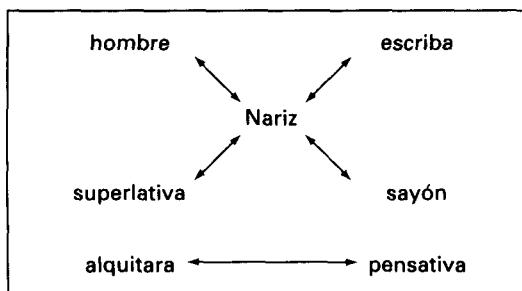 hombre escriba
Nariz
superlativa sayón
alquitara pensativa